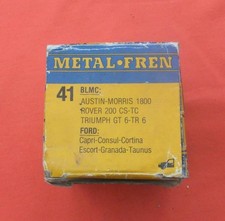 METAL·FREN
41
BLMC:
AUSTIN-MORRIS 1800
ROVER 200 CS-TC
TRIUMPH GT 6-TR 6
FORD:
Capri-Consul-Cortina
Escort-Granada-Taunus